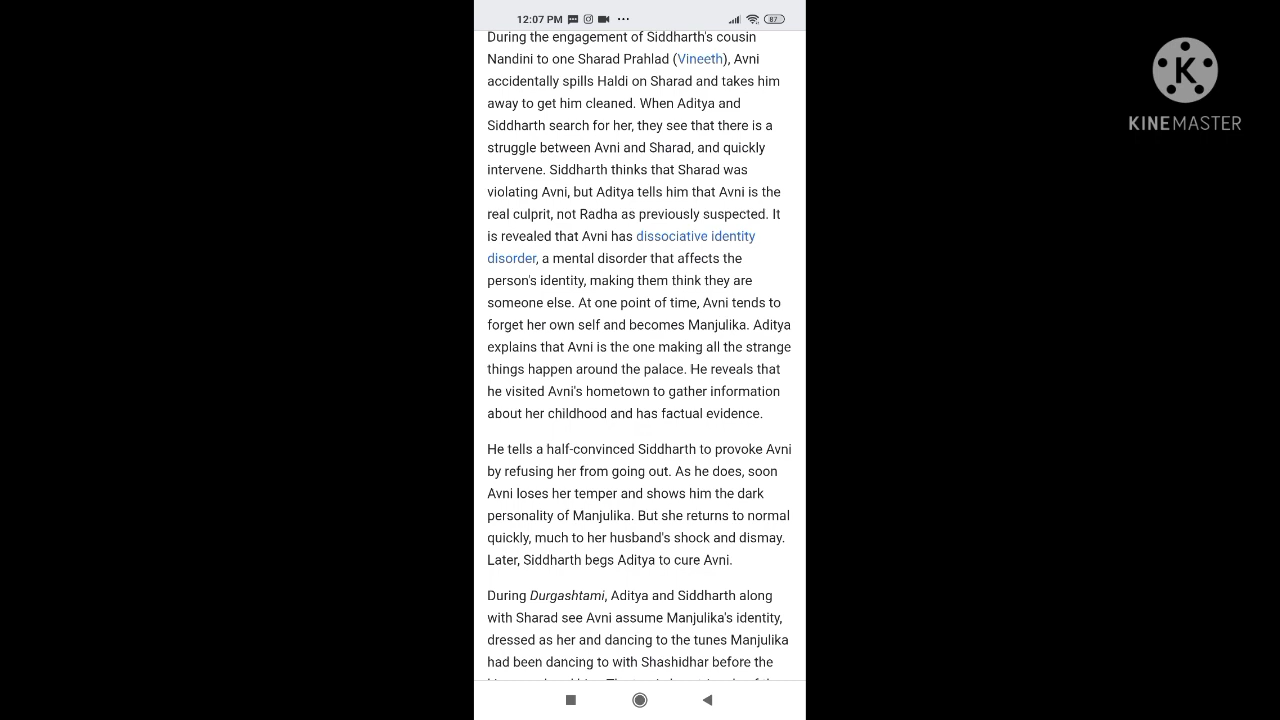 12:07 PM
87
During the engagement of Siddharth's cousin
Nandini to one Sharad Prahlad (Vineeth), Avni
accidentally spills Haldi on Sharad and takes him
away to get him cleaned. When Aditya and
Siddharth search for her, they see that there is a
struggle between Avni and Sharad, and quickly
intervene. Siddharth thinks that Sharad was
violating Avni, but Aditya tells him that Avni is the
real culprit, not Radha as previously suspected. It
is revealed that Avni has dissociative identity
disorder, a mental disorder that affects the
person's identity, making them think they are
someone else. At one point of time, Avni tends to
forget her own self and becomes Manjulika. Aditya
explains that Avni is the one making all the strange
things happen around the palace. He reveals that
he visited Avni's hometown to gather information
about her childhood and has factual evidence.
He tells a half-convinced Siddharth to provoke Avni
by refusing her from going out. As he does, soon
Avni loses her temper and shows him the dark
personality of Manjulika. But she returns to normal
quickly, much to her husband's shock and dismay.
Later, Siddharth begs Aditya to cure Avni.
During Durgashtami, Aditya and Siddharth along
with Sharad see Avni assume Manjulika's identity,
dressed as her and dancing to the tunes Manjulika
had been dancing to with Shashidhar before the
K
KINEMASTER